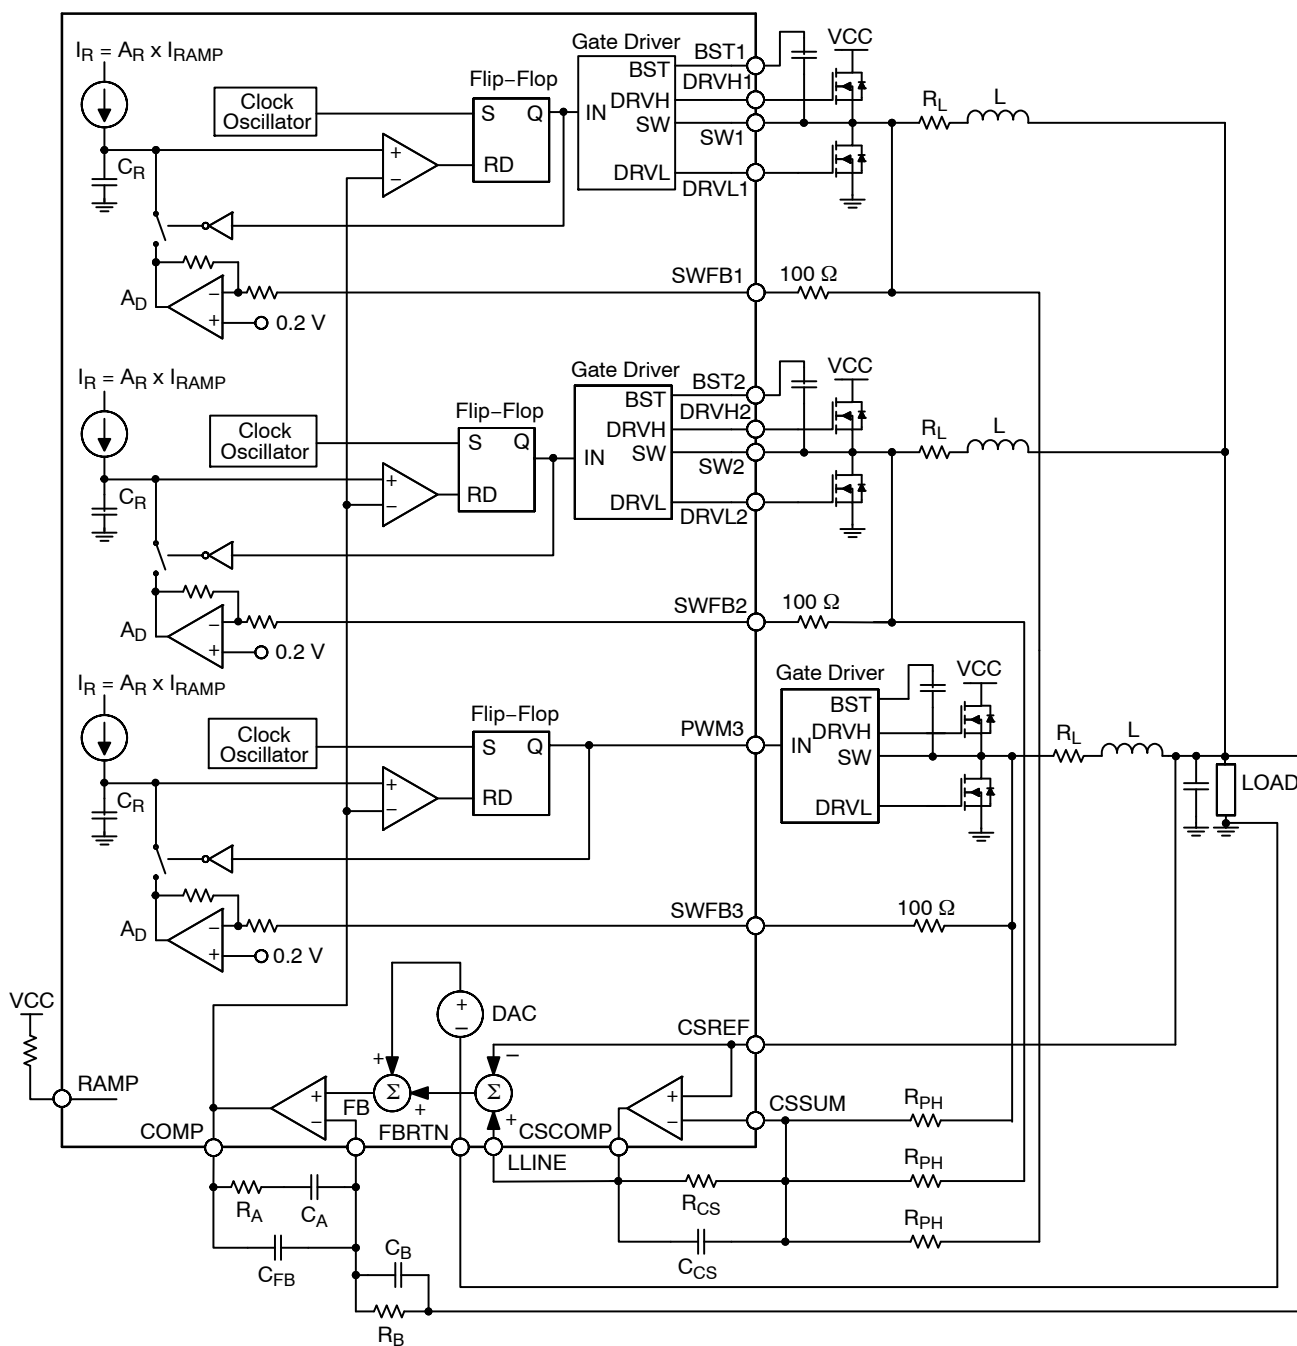 I_R = A_R x I_RAMP
Clock
Oscillator
Flip–Flop
S
Q
RD
Gate Driver
BST
DRVH
IN
SW
DRVL
BST1
DRVH1
SW1
DRVL1
VCC
R_L
L
C_R
+
–
A_D
–
+
0.2 V
SWFB1
100 Ω
I_R = A_R x I_RAMP
Clock
Oscillator
Flip-Flop
S
Q
RD
Gate Driver
BST
DRVH
IN
SW
DRVL
BST2
DRVH2
SW2
DRVL2
VCC
R_L
L
C_R
+
–
A_D
–
+
0.2 V
SWFB2
100 Ω
I_R = A_R x I_RAMP
Clock
Oscillator
Flip–Flop
S
Q
RD
PWM3
Gate Driver
BST
DRVH
IN
SW
DRVL
VCC
R_L
L
LOAD
C_R
+
–
A_D
–
+
0.2 V
SWFB3
100 Ω
VCC
RAMP
+
–
DAC
CSREF
+
–
Σ
Σ
+
+
+
–
FB
+
–
CSSUM
R_PH
COMP
FBRTN
LLINE
CSCOMP
R_A
C_A
R_CS
R_PH
C_FB
C_B
C_CS
R_PH
R_B